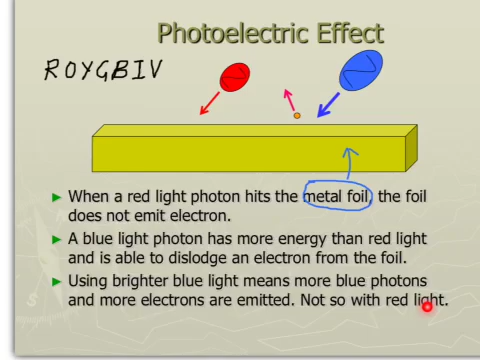 Photoelectric Effect
ROYGBIV
When a red light photon hits the metal foil, the foil
does not emit electron.
A blue light photon has more energy than red light
and is able to dislodge an electron from the foil.
Using brighter blue light means more blue photons
and more electrons are emitted. Not so with red light.